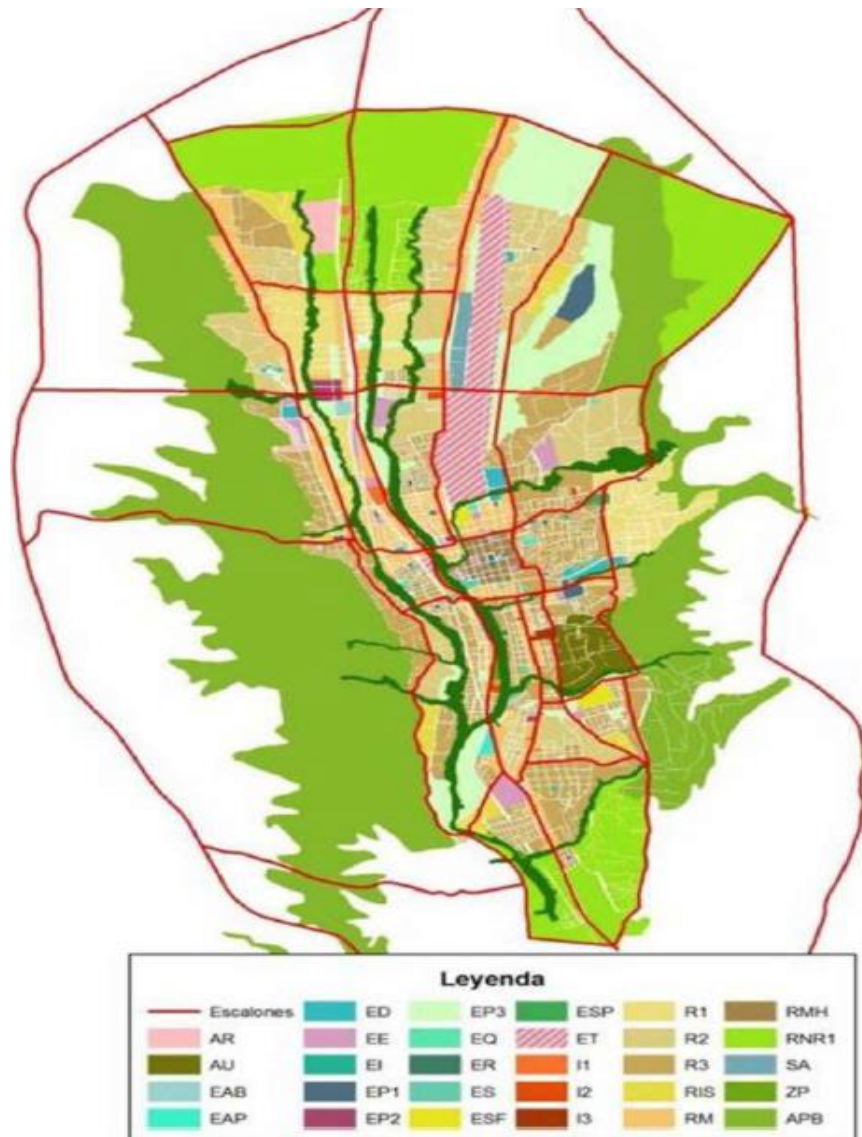 Leyenda
Escalones ED EP3 ESP R1 RMH
AR EE EQ ET R2 RNR1
AU EI ER I1 R3 SA
EAB EP1 ES I2 RIS ZP
EAP EP2 ESF I3 RM APB